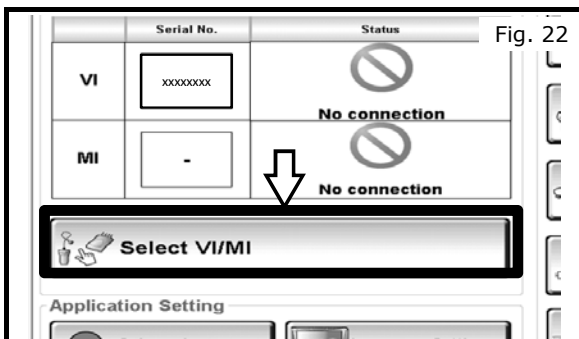 Fig. 22
Serial No. Status
VI xxxxxxxx
No connection
MI -
No connection
Select VI/MI
Application Setting